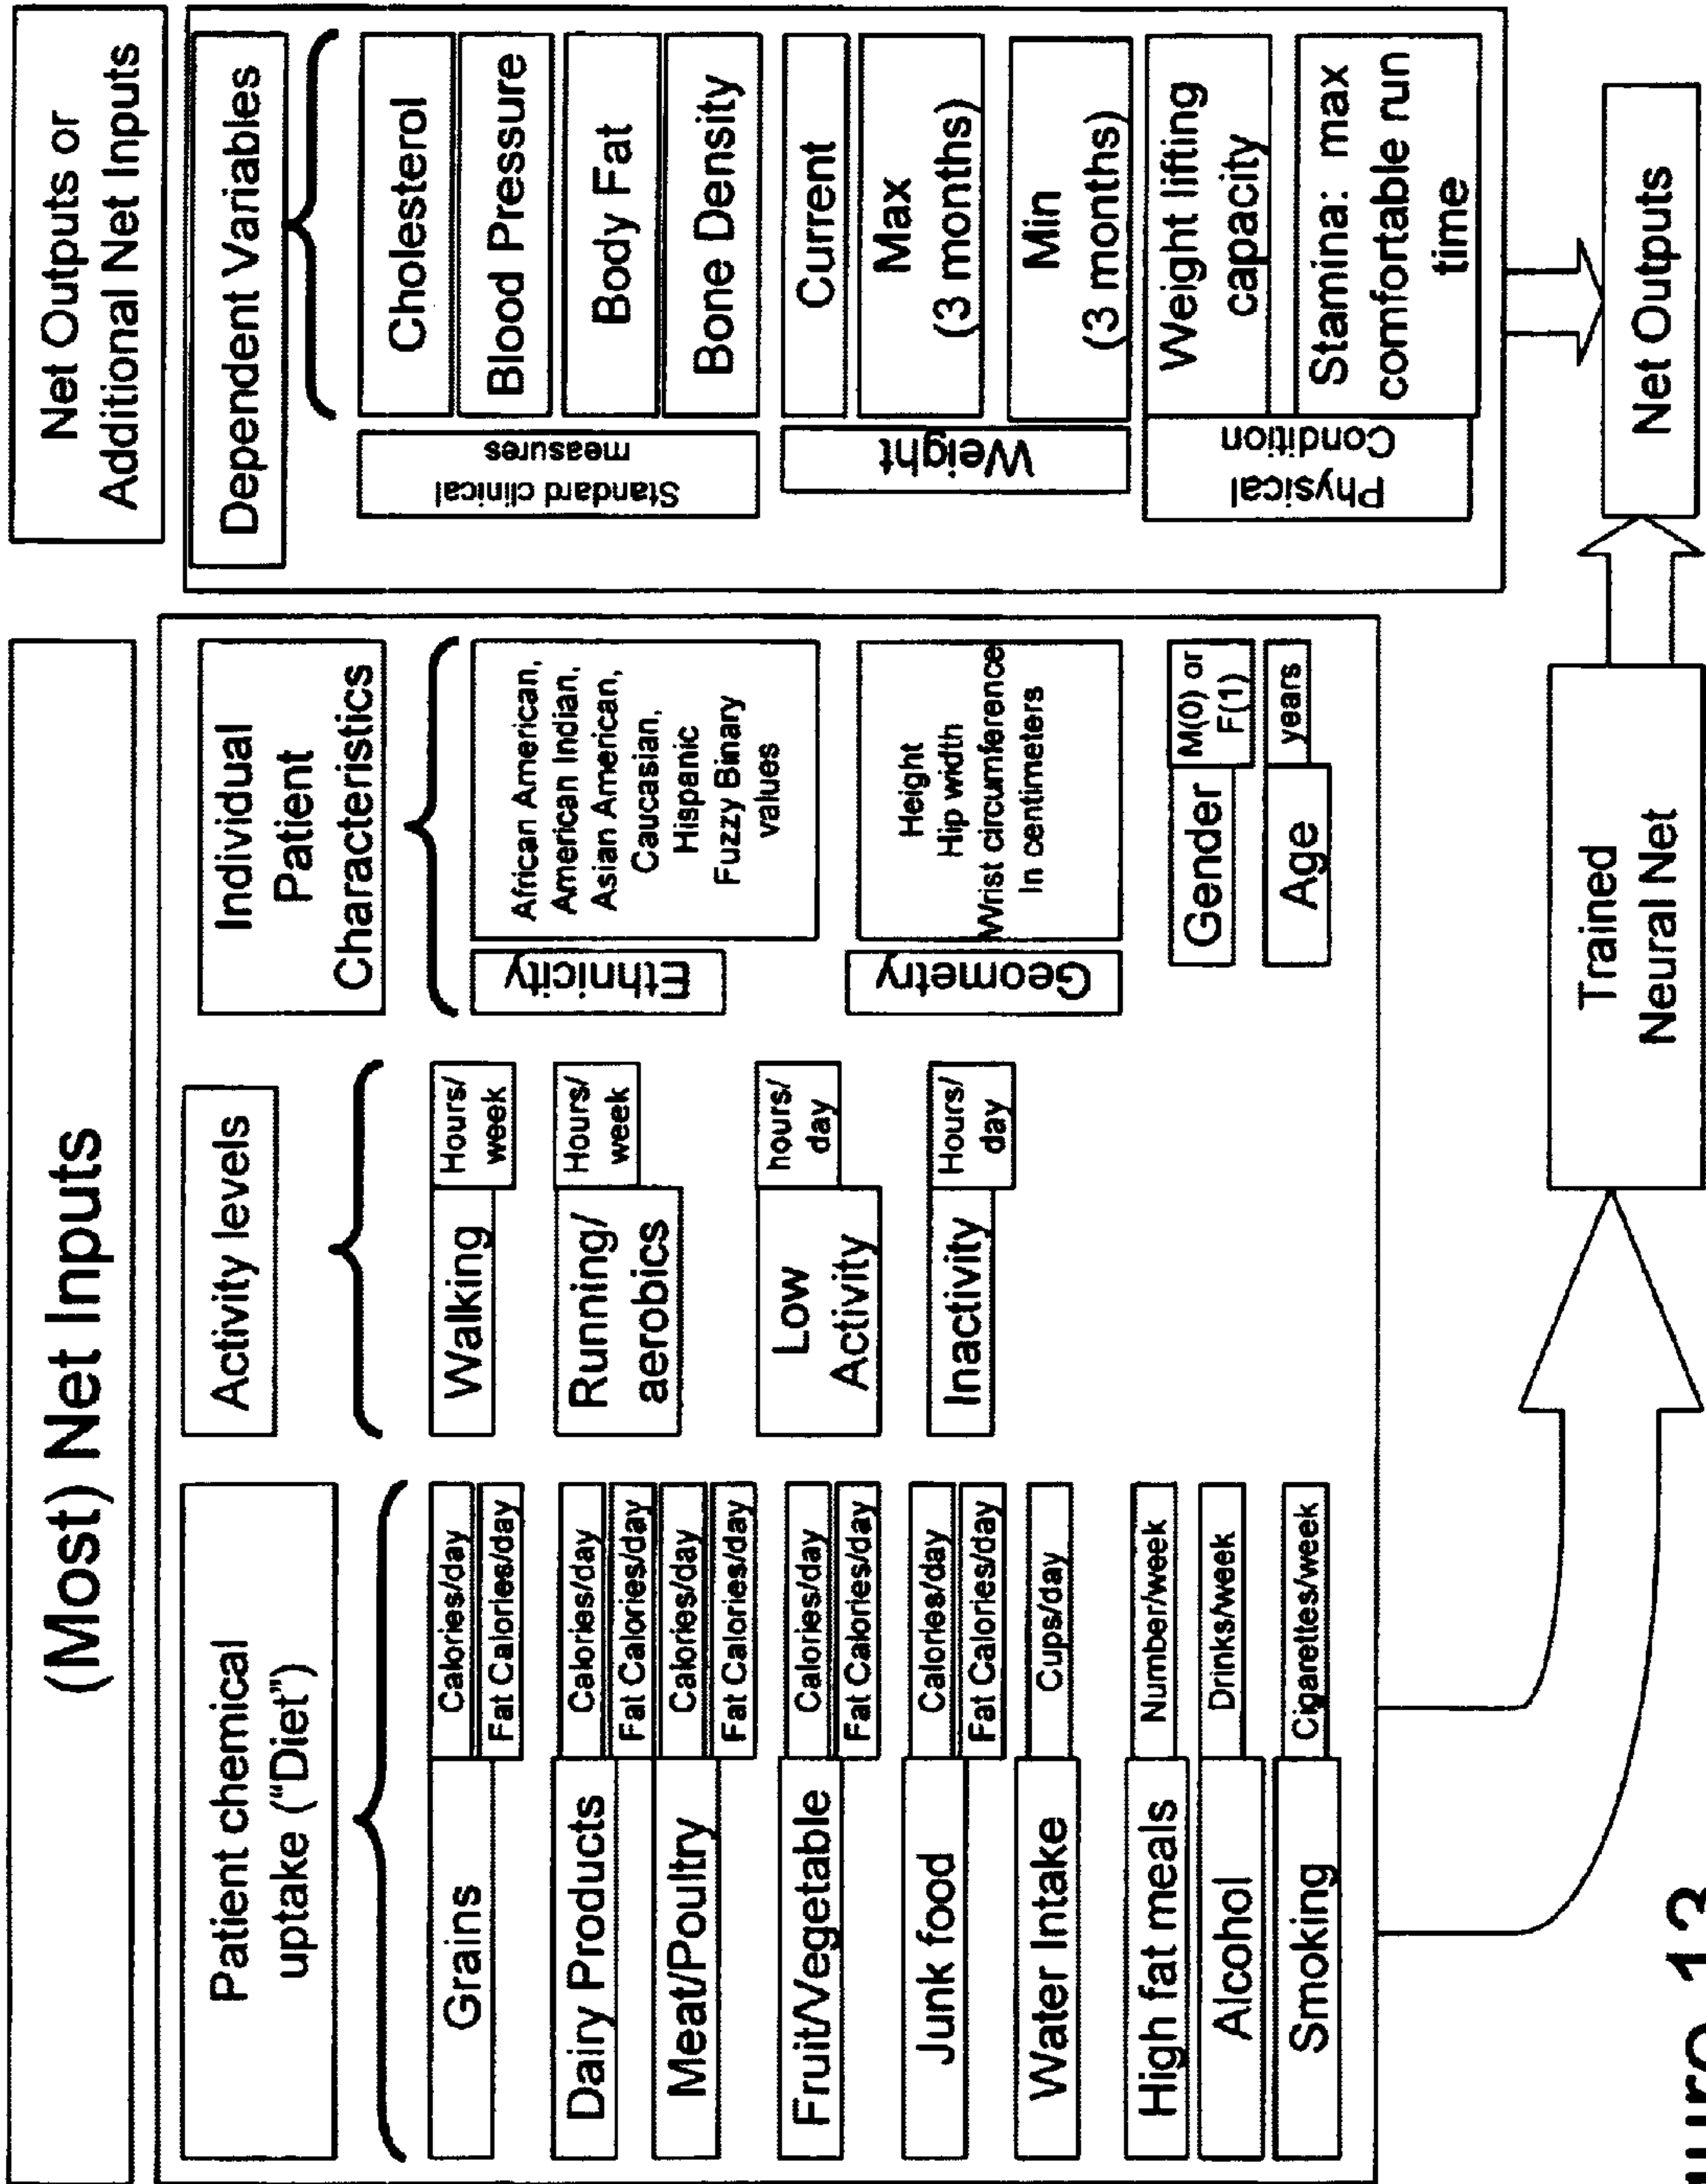 (Most) Net Inputs
Patient chemical
uptake ("Diet")
Grains
Calories/day
Fat Calories/day
Dairy Products
Calories/day
Fat Calories/day
Meat/Poultry
Calories/day
Fat Calories/day
Fruit/Vegetable
Calories/day
Fat Calories/day
Junk food
Calories/day
Fat Calories/day
Water Intake
Cups/day
High fat meals
Number/week
Alcohol
Drinks/week
Smoking
Cigarettes/week
Activity levels
Walking
Hours/
week
Running/
aerobics
Hours/
week
Low
Activity
hours/
day
Inactivity
Hours/
day
Individual
Patient
Characteristics
Ethnicity
African American,
American Indian,
Asian American,
Caucasian,
Hispanic
Fuzzy Binary
values
Geometry
Height
Hip width
Wrist circumference
In centimeters
Gender
M(0) or
F(1)
Age
years
Net Outputs or
Additional Net Inputs
Dependent Variables
Standard clinical
measures
Cholesterol
Blood Pressure
Body Fat
Bone Density
Weight
Current
Max
(3 months)
Min
(3 months)
Physical
Condition
Weight lifting
capacity
Stamina: max
comfortable run
time
Trained
Neural Net
Net Outputs
13